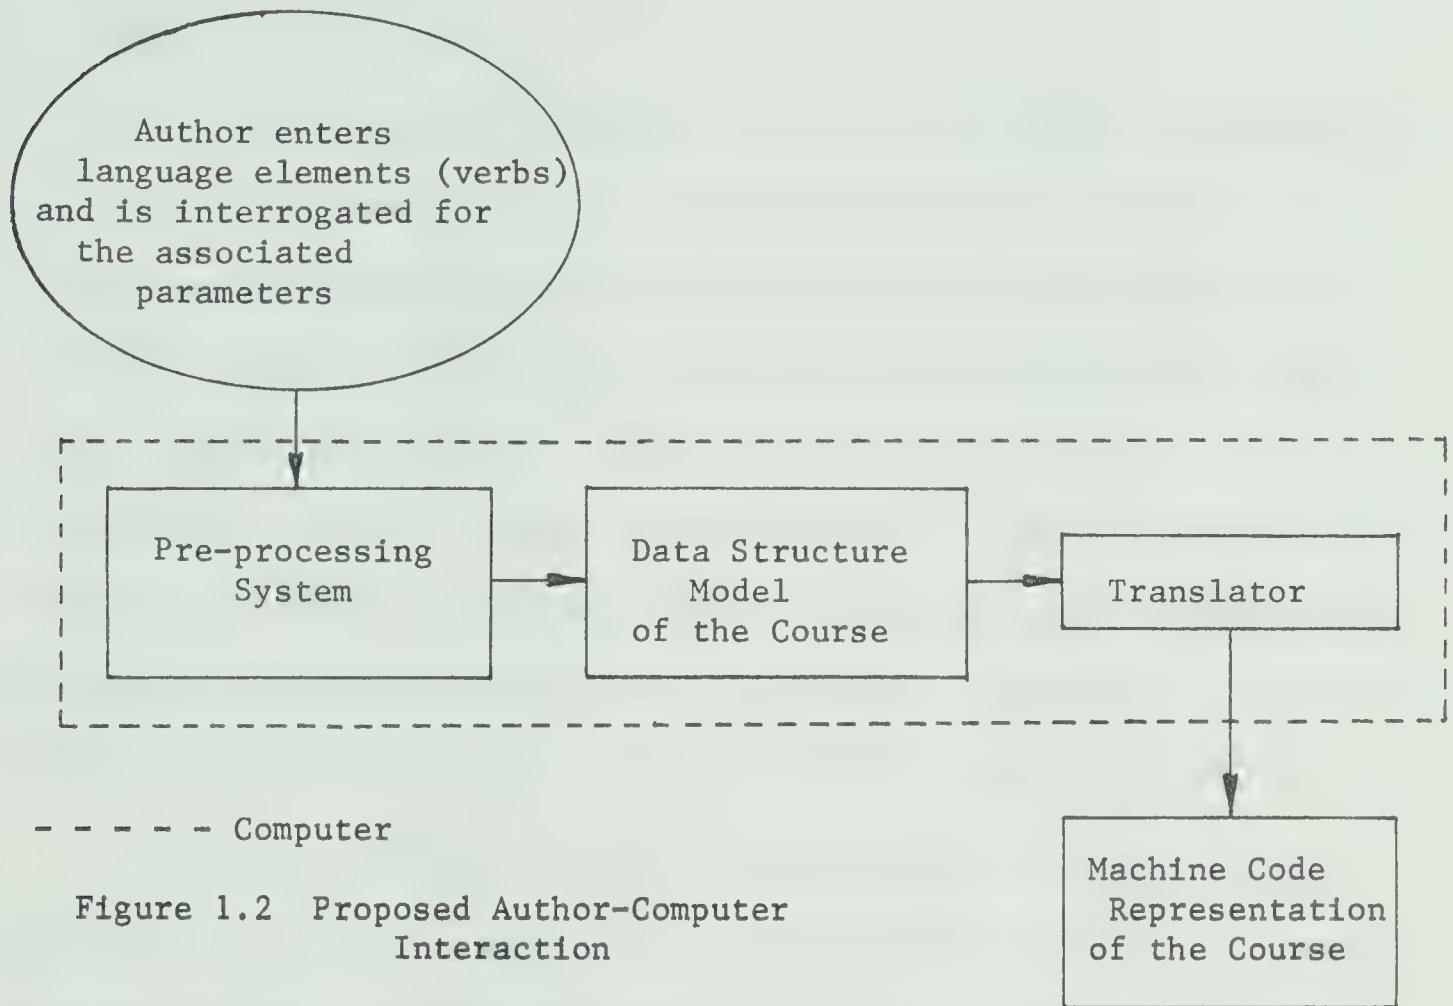 Author enters
language elements (verbs)
and is interrogated for
the associated
parameters
Pre-processing
System
Data Structure
Model
of the Course
Translator
- - - - - Computer
Machine Code
Representation
of the Course
Figure 1.2 Proposed Author-Computer
Interaction